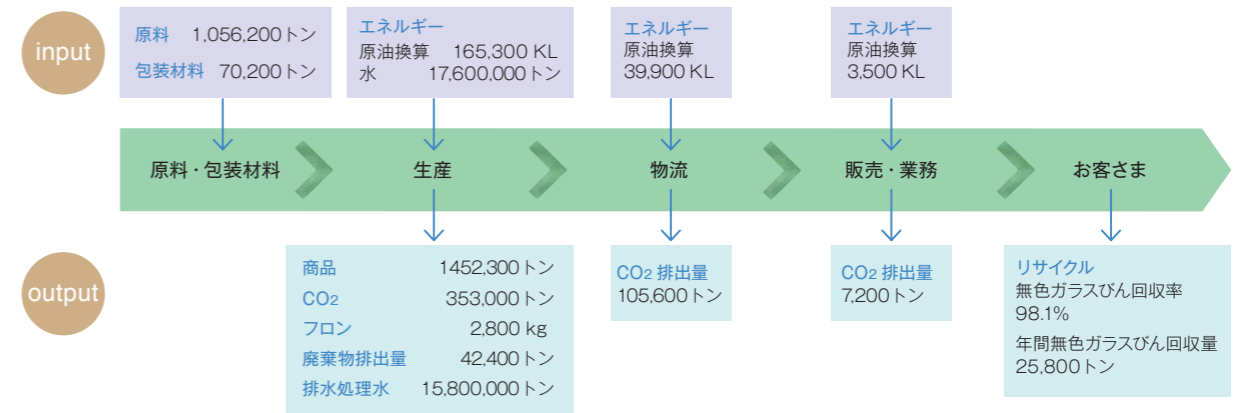 input
原料 1,056,200トン
包装材料 70,200トン
エネルギー
原油換算 165,300 KL
水 17,600,000トン
エネルギー
原油換算
39,900 KL
エネルギー
原油換算
3,500 KL
原料・包装材料
生産
物流
販売・業務
お客さま
output
商品 1452,300トン
CO2 353,000トン
フロン 2,800 kg
廃棄物排出量 42,400トン
排水処理水 15,800,000トン
CO2 排出量
105,600トン
CO2 排出量
7,200トン
リサイクル
無色ガラスびん回収率
98.1%
年間無色ガラスびん回収量
25,800トン